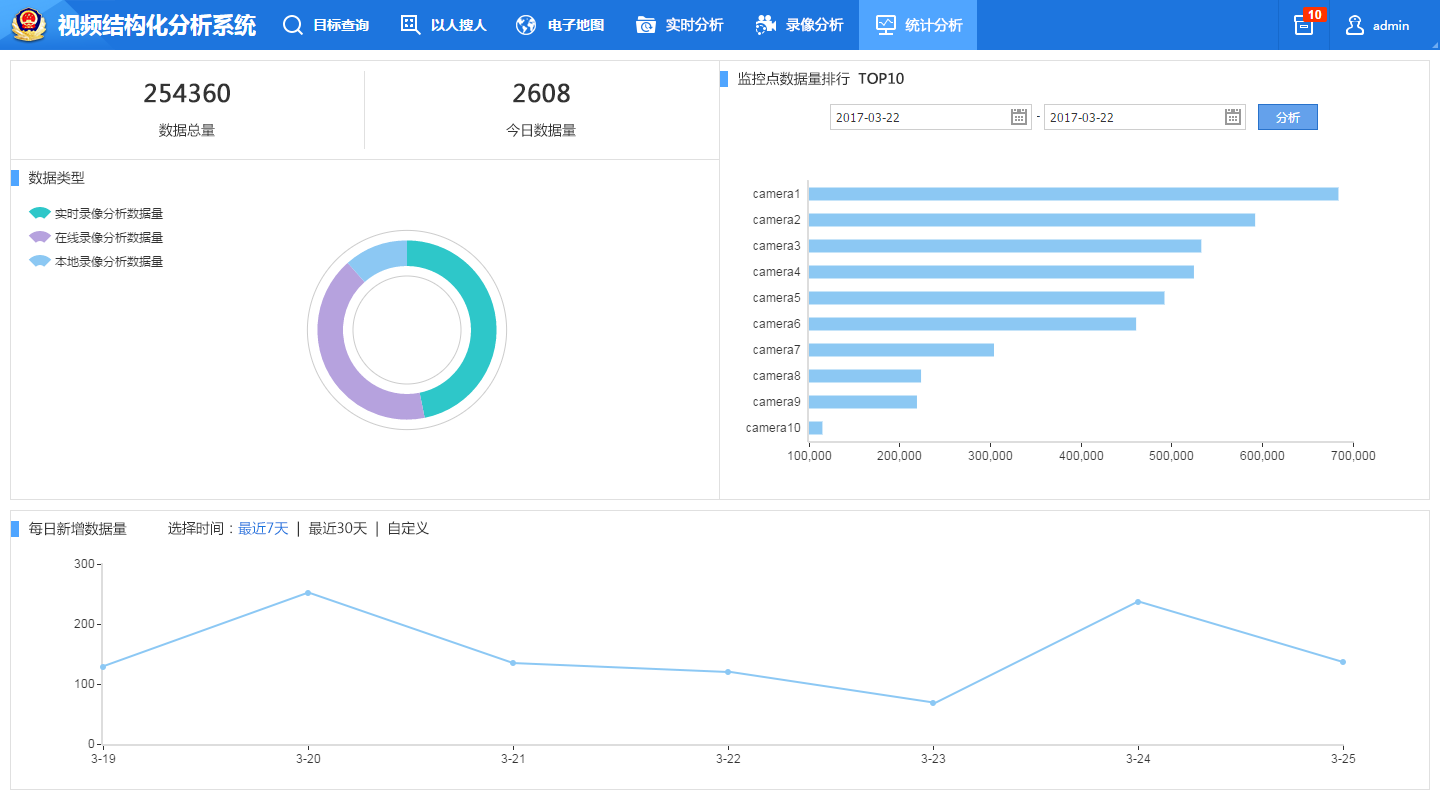 视频结构化分析系统 目标查询 以人搜人 电子地图 实时分析 录像分析 统计分析 10 admin
254360
数据总量
2608
今日数据量
数据类型
实时录像分析数据量
在线录像分析数据量
本地录像分析数据量
监控点数据量排行 TOP10
2017-03-22 - 2017-03-22 分析
camera1
camera2
camera3
camera4
camera5
camera6
camera7
camera8
camera9
camera10
100,000 200,000 300,000 400,000 500,000 600,000 700,000
每日新增数据量 选择时间：最近7天 | 最近30天 | 自定义
300
200
100
0
3-19 3-20 3-21 3-22 3-23 3-24 3-25